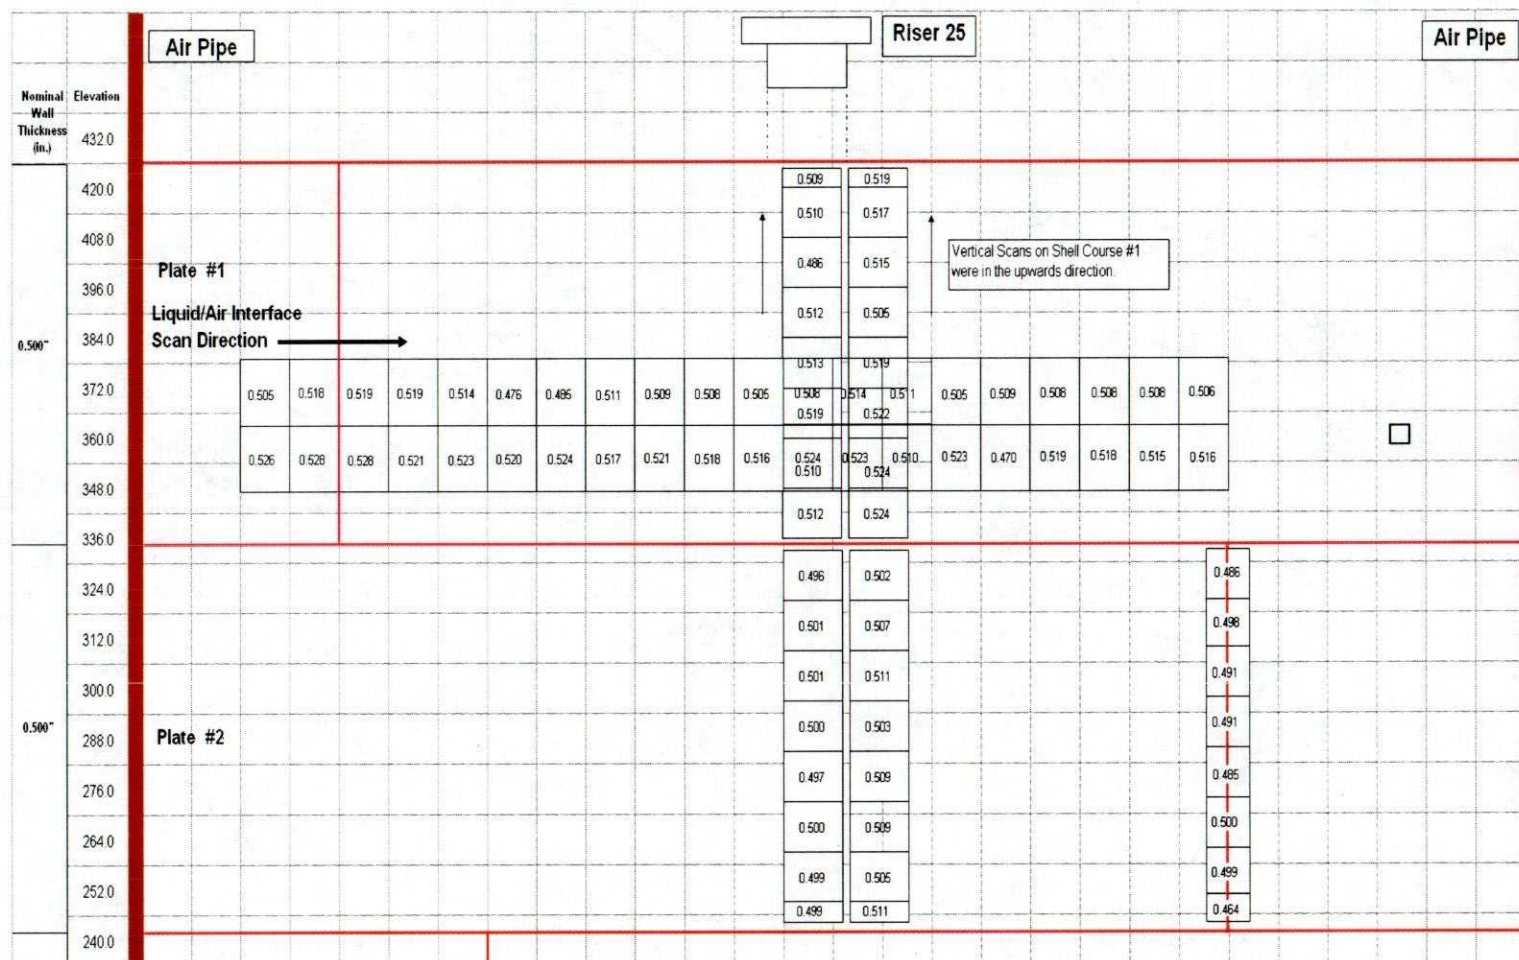 Air Pipe
Riser 25
Air Pipe
Nominal Wall Thickness (in.)
Elevation
432.0
420.0
0.509 0.519
0.510 0.517
408.0
Vertical Scans on Shell Course #1
were in the upwards direction.
Plate #1
0.486 0.515
396.0
Liquid/Air Interface
0.512 0.505
Scan Direction
0.500"
384.0
0.513 0.519
372.0
0.505 0.518 0.519 0.519 0.514 0.476 0.485 0.511 0.509 0.508 0.505 0.508 0.514 0.511 0.505 0.509 0.508 0.508 0.508 0.506
0.519 0.522
360.0
0.526 0.528 0.528 0.521 0.523 0.520 0.524 0.517 0.521 0.518 0.516 0.524 0.523 0.510 0.523 0.470 0.519 0.518 0.515 0.516
0.510 0.524
348.0
0.512 0.524
336.0
0.496 0.502 0.486
324.0
0.501 0.507 0.498
312.0
0.501 0.511 0.491
300.0
0.500"
0.500 0.503 0.491
Plate #2
288.0
0.497 0.509 0.485
276.0
0.500 0.509 0.500
264.0
0.499 0.505 0.499
252.0
0.499 0.511 0.464
240.0